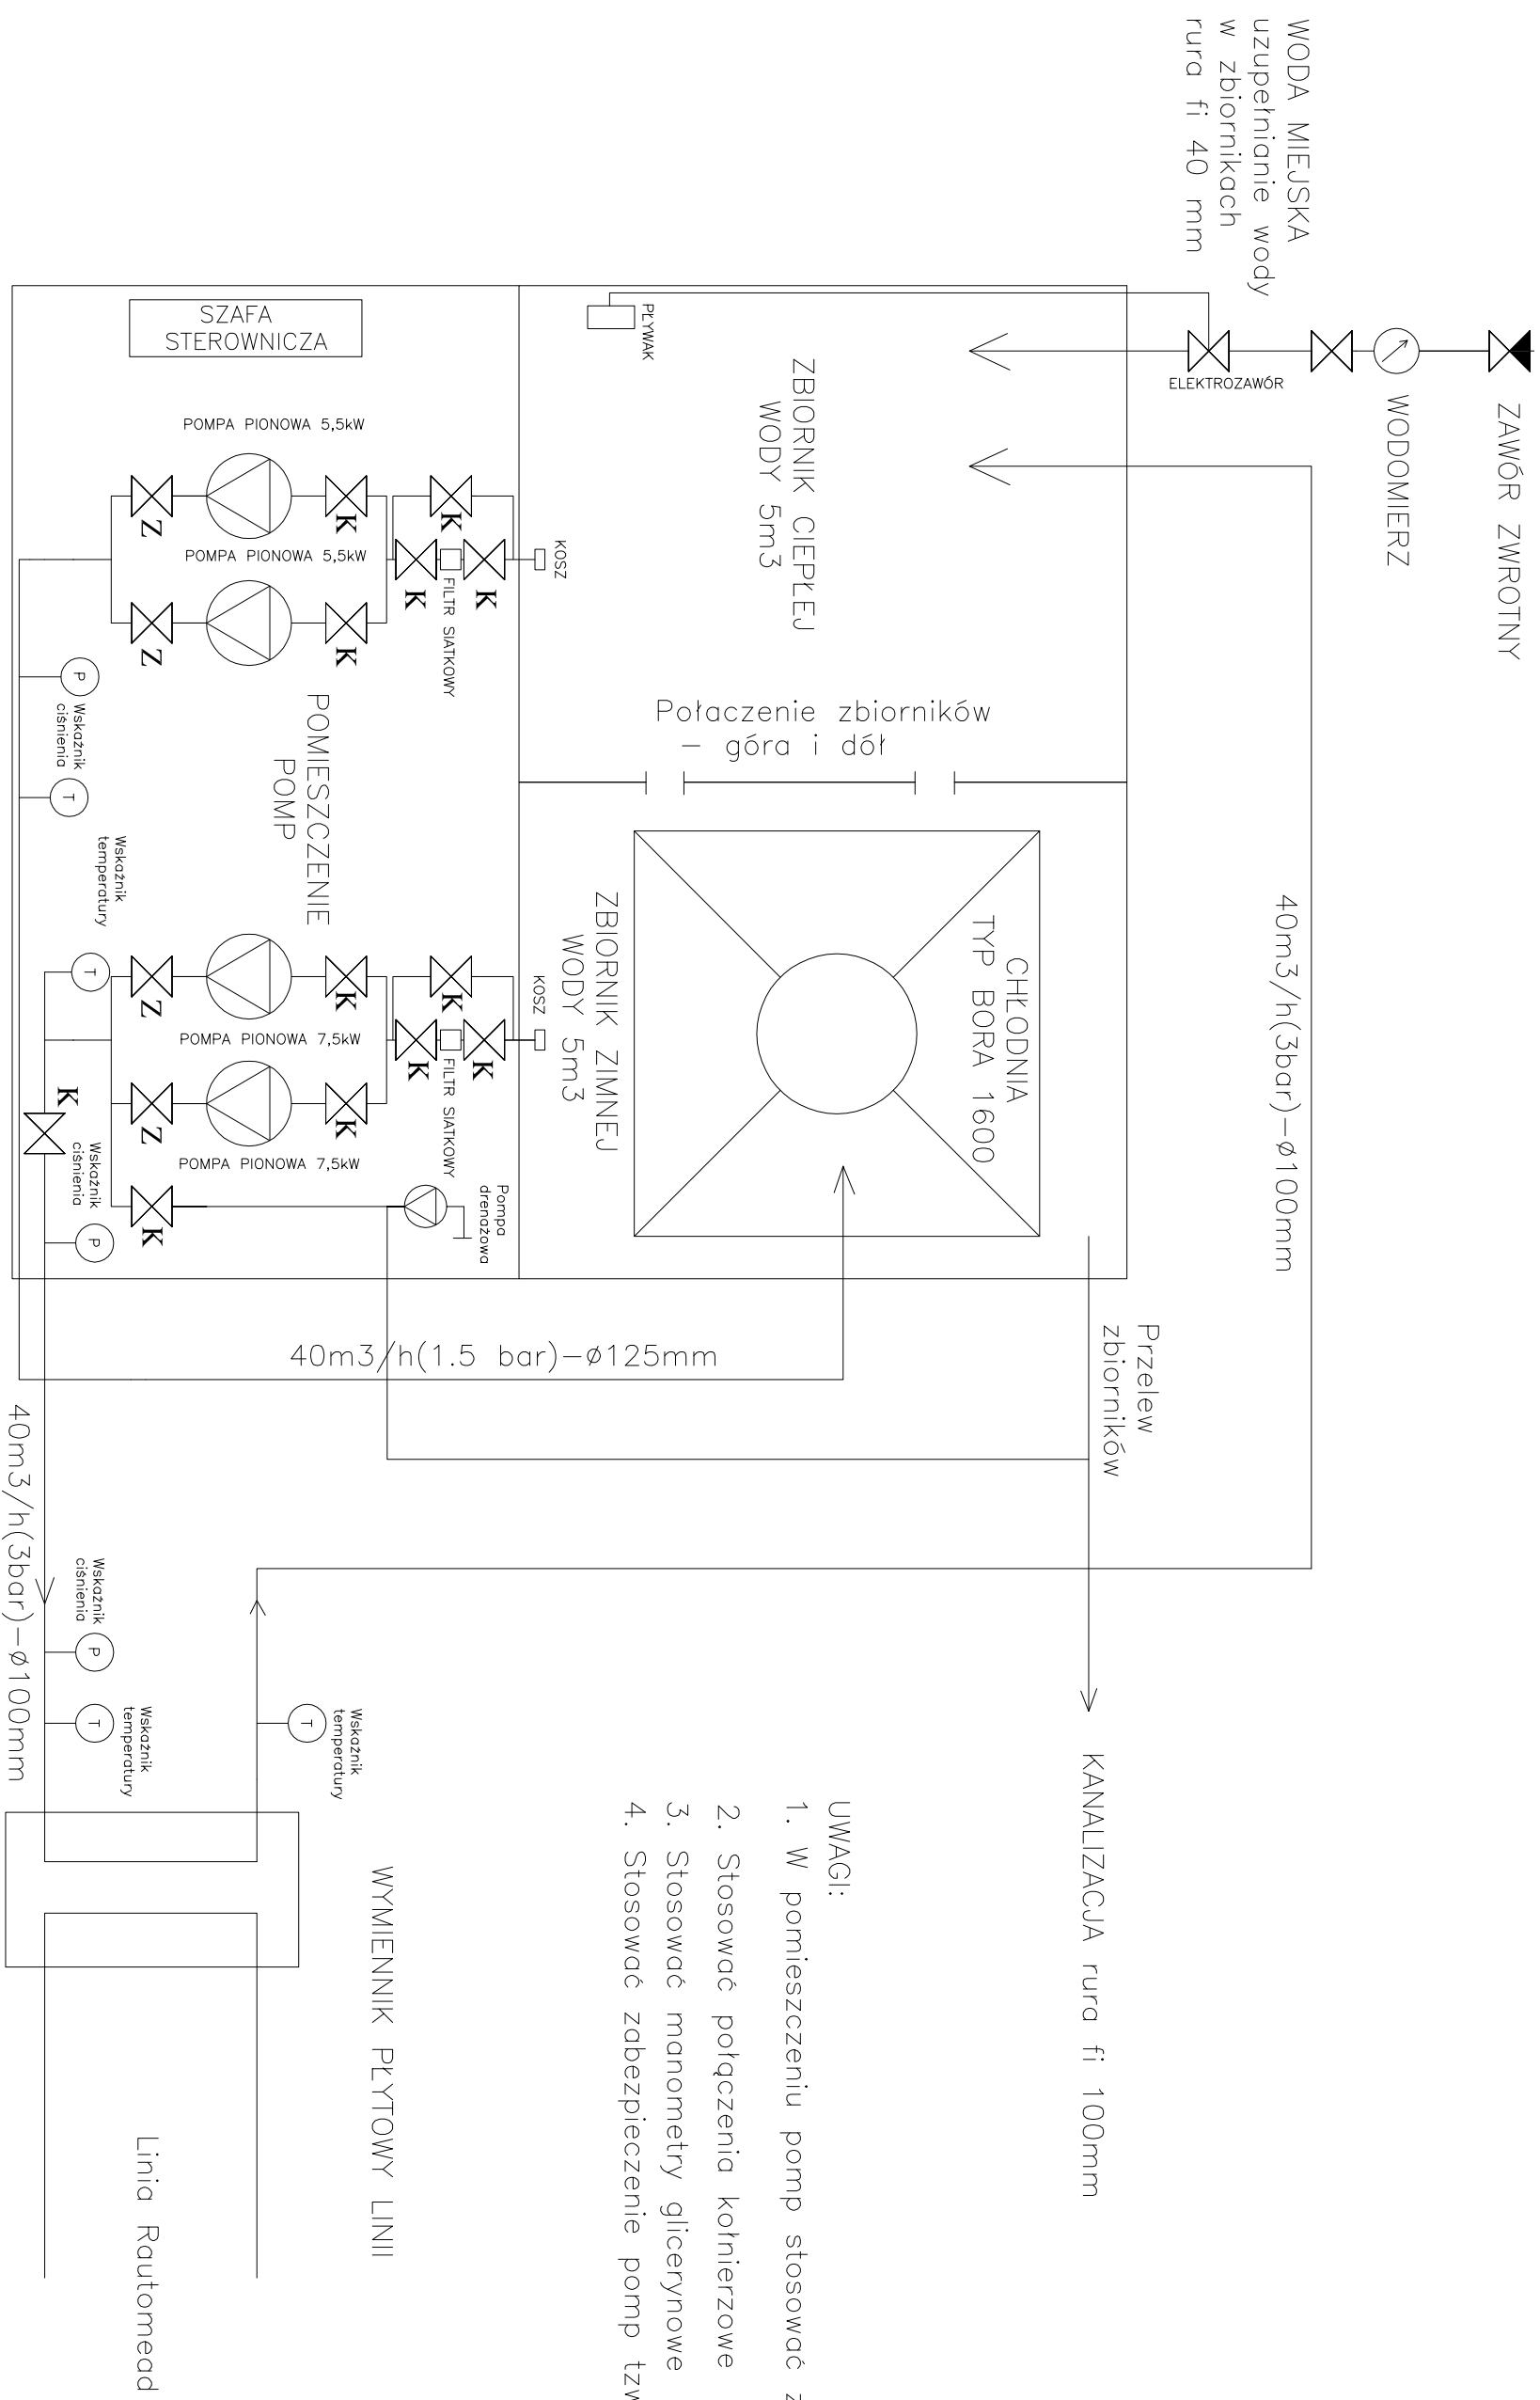 WODA MIEJSKA
uzupełnianie wody
w zbiornikach
rura fi 40 mm
ZAWÓR ZWROTNY
WODOMIERZ
ELEKTROZAWÓR
PŁYWAK
ZBIORNIK CIEPŁEJ
WODY 5m3
40m3/h(3bar)-ø100mm
Połaczenie zbiorników
- góra i dół
CHŁODNIA
TYP BORA 1600
ZBIORNIK ZIMNEJ
WODY 5m3
SZAFA
STEROWNICZA
POMPA PIONOWA 5,5kW
POMPA PIONOWA 5,5kW
KOSZ
FILTR SIATKOWY
K
K
K
K
K
Z
Z
P
Wskaźnik
ciśnienia
T
Wskaźnik
temperatury
POMIESZCZENIE
POMP
KOSZ
FILTR SIATKOWY
POMPA PIONOWA 7,5kW
POMPA PIONOWA 7,5kW
K
K
K
K
K
Z
Z
K
K
T
Wskaźnik
ciśnienia
P
Pompa
drenażowa
Przelew
zbiorników
40m3/h(1.5 bar)-ø125mm
40m3/h(3bar)-ø100mm
Wskaźnik
ciśnienia
P
Wskaźnik
temperatury
T
Wskaźnik
temperatury
T
KANALIZACJA rura fi 100mm
UWAGI:
1. W pomieszczeniu pomp stosować
2. Stosować połączenia kołnierzowe
3. Stosować manometry glicerynowe
4. Stosować zabezpieczenie pomp
WYMIENNIK PŁYTOWY LINII
Linia Rautomead